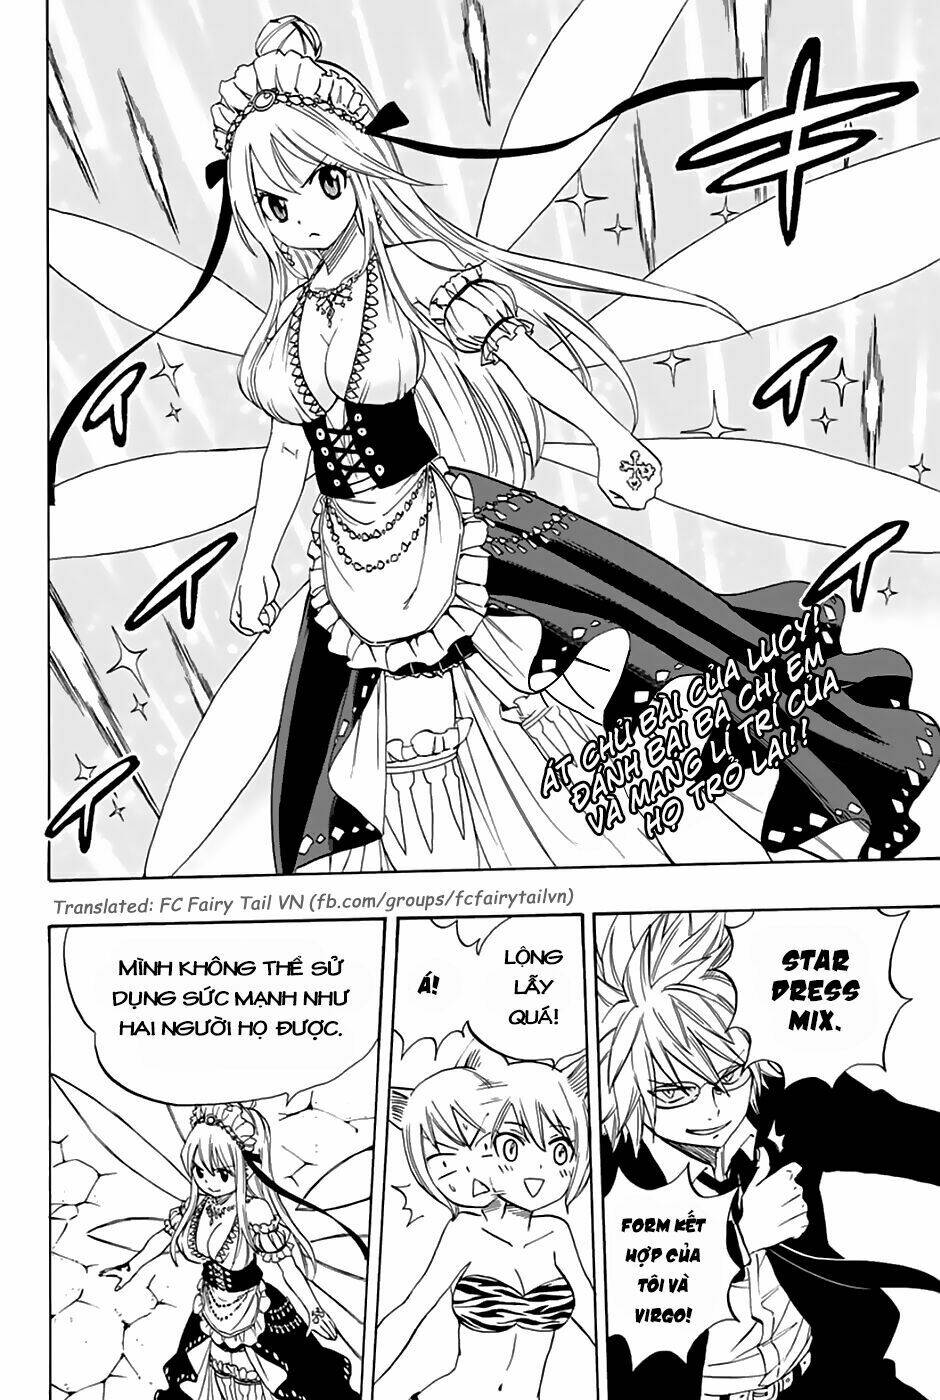 ÁT CHỦ BÀI CỦA LUCY!
ĐÁNH BẠI BA CHỊ EM
VÀ MANG LÍ TRÍ CỦA
HỌ TRỞ LẠI!!
Translated: FC Fairy Tail VN (fb.com/groups/fcfairytailvn)
STAR
DRESS
MIX.
FORM KẾT
HỢP CỦA
TÔI VÀ
VIRGO!
LỘNG
LẪY
QUÁ!
Á!
MÌNH KHÔNG THỂ SỬ
DỤNG SỨC MẠNH NHƯ
HAI NGƯỜI HỌ ĐƯỢC.